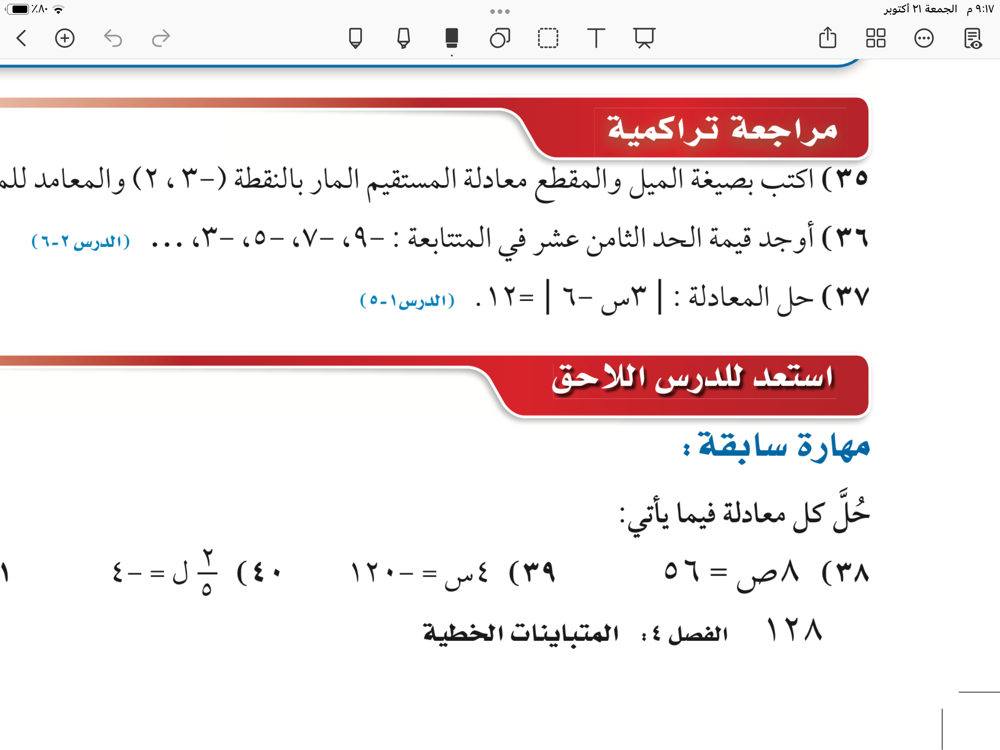 ٩:١٧ م الجمعة ٢١ أكتوبر
٪٨٠
مراجعة تراكمية
٣٥) اكتب بصيغة الميل والمقطع معادلة المستقيم المار بالنقطة (-٣ ، ٢) والمعامد
٣٦) أوجد قيمة الحد الثامن عشر في المتتابعة : -٩، -٧، -٥، -٣، ... (الدرس ٢-٦)
٣٧) حل المعادلة : | ٣س -٦ | =١٢ . (الدرس ١-٥)
استعد للدرس اللاحق
مهارة سابقة :
حُلَّ كل معادلة فيما يأتي:
٣٨) ٨ص = ٥٦ ٣٩) ٤س = -١٢٠ ٤٠) ٢/٥ ل = -٤
١٢٨ الفصل ٤: المتباينات الخطية